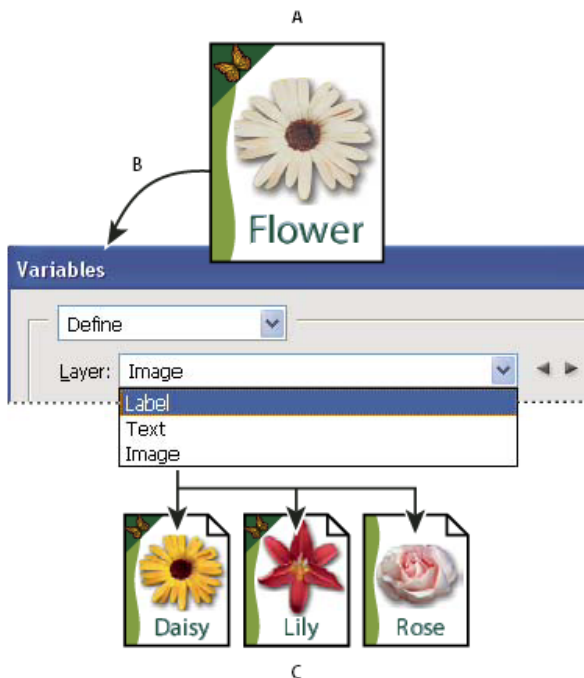 A
Flower
B
Variables
Define
Layer: Image
Label
Text
Image
Daisy
Lily
Rose
C